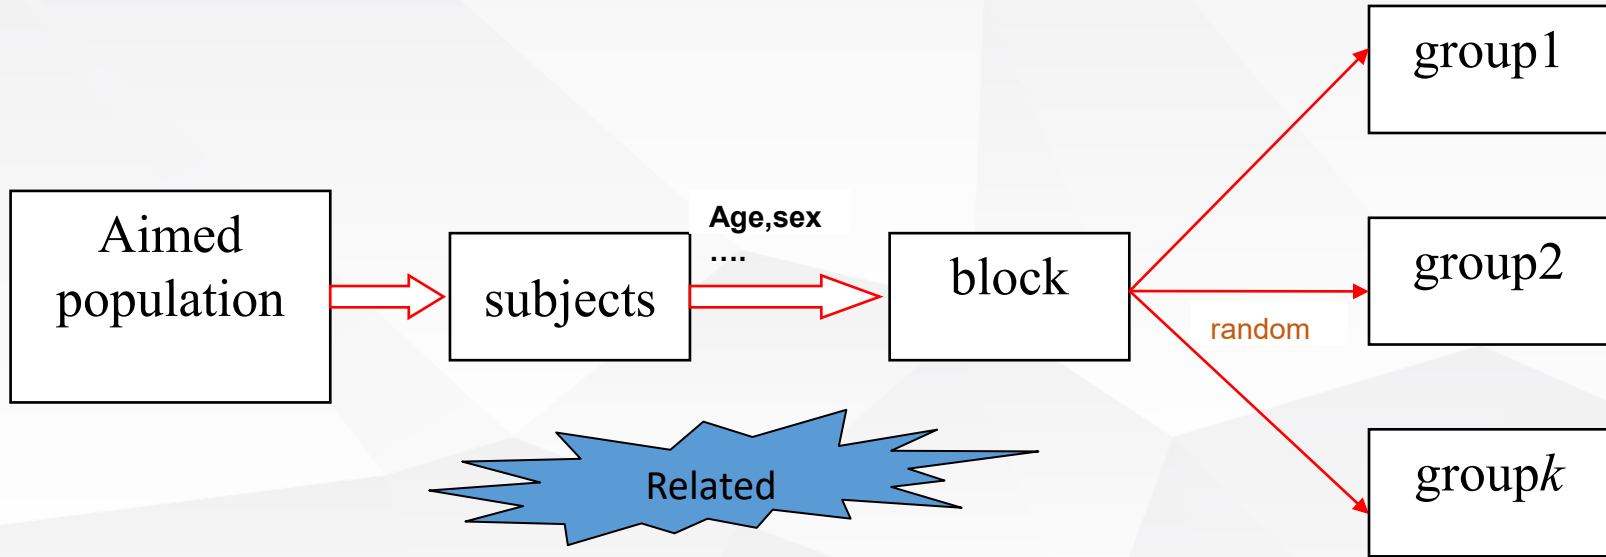 Aimed
population
subjects
Age,sex
....
block
random
group1
group2
groupk
Related